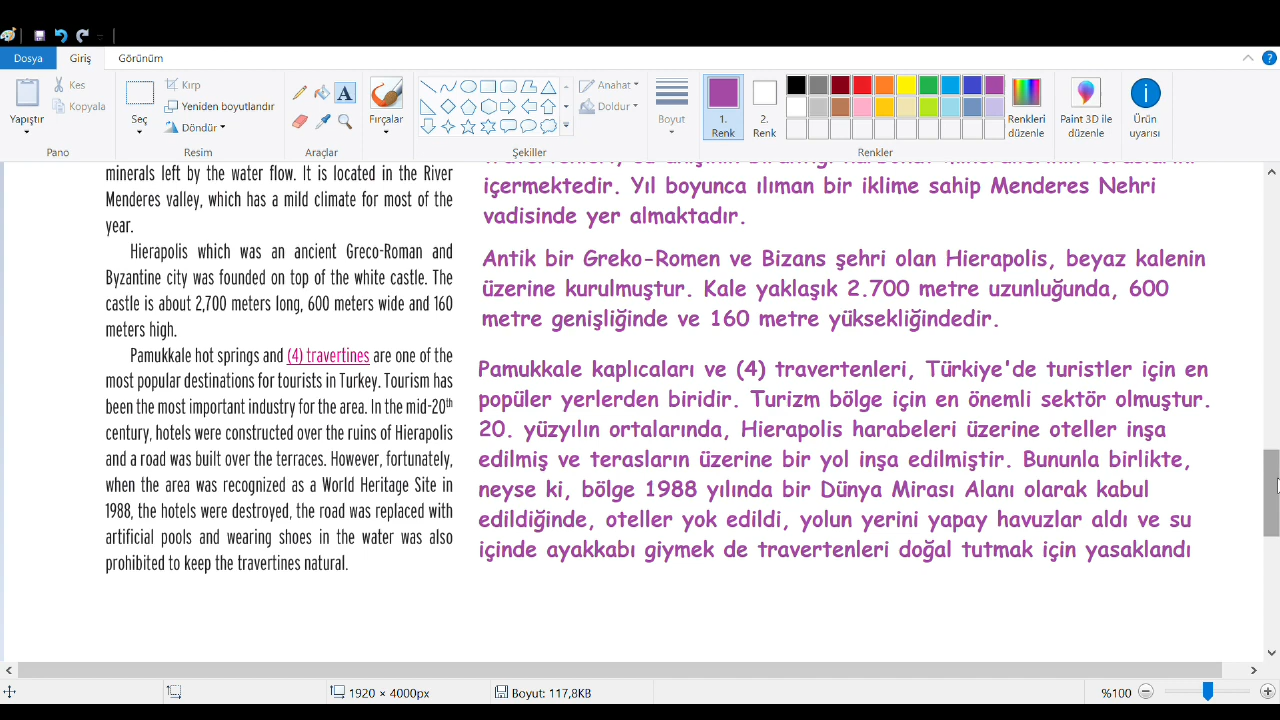 Dosya
Giriş
Görünüm
Yapıştır
Kes
Kopyala
Pano
Seç
Kırp
Yeniden boyutlandır
Döndür
Resim
A
Araçlar
Fırçalar
Anahat
Doldur
Şekiller
Boyut
1.
Renk
2.
Renk
Renkleri
düzenle
Renkler
Paint 3D ile
düzenle
Ürün
uyarısı
minerals left by the water flow. It is located in the River
Menderes valley, which has a mild climate for most of the
year.
Hierapolis which was an ancient Greco-Roman and
Byzantine city was founded on top of the white castle. The
castle is about 2,700 meters long, 600 meters wide and 160
meters high.
Pamukkale hot springs and (4) travertines are one of the
most popular destinations for tourists in Turkey. Tourism has
been the most important industry for the area. In the mid-20th
century, hotels were constructed over the ruins of Hierapolis
and a road was built over the terraces. However, fortunately,
when the area was recognized as a World Heritage Site in
1988, the hotels were destroyed, the road was replaced with
artificial pools and wearing shoes in the water was also
prohibited to keep the travertines natural.
içermektedir. Yıl boyunca ılıman bir iklime sahip Menderes Nehri
vadisinde yer almaktadır.
Antik bir Greko-Romen ve Bizans şehri olan Hierapolis, beyaz kalenin
üzerine kurulmuştur. Kale yaklaşık 2.700 metre uzunluğunda, 600
metre genişliğinde ve 160 metre yüksekliğindedir.
Pamukkale kaplıcaları ve (4) travertenleri, Türkiye'de turistler için en
popüler yerlerden biridir. Turizm bölge için en önemli sektör olmuştur.
20. yüzyılın ortalarında, Hierapolis harabeleri üzerine oteller inşa
edilmiş ve terasların üzerine bir yol inşa edilmiştir. Bununla birlikte,
neyse ki, bölge 1988 yılında bir Dünya Mirası Alanı olarak kabul
edildiğinde, oteller yok edildi, yolun yerini yapay havuzlar aldı ve su
içinde ayakkabı giymek de travertenleri doğal tutmak için yasaklandı
1920 × 4000px
Boyut: 117,8KB
%100